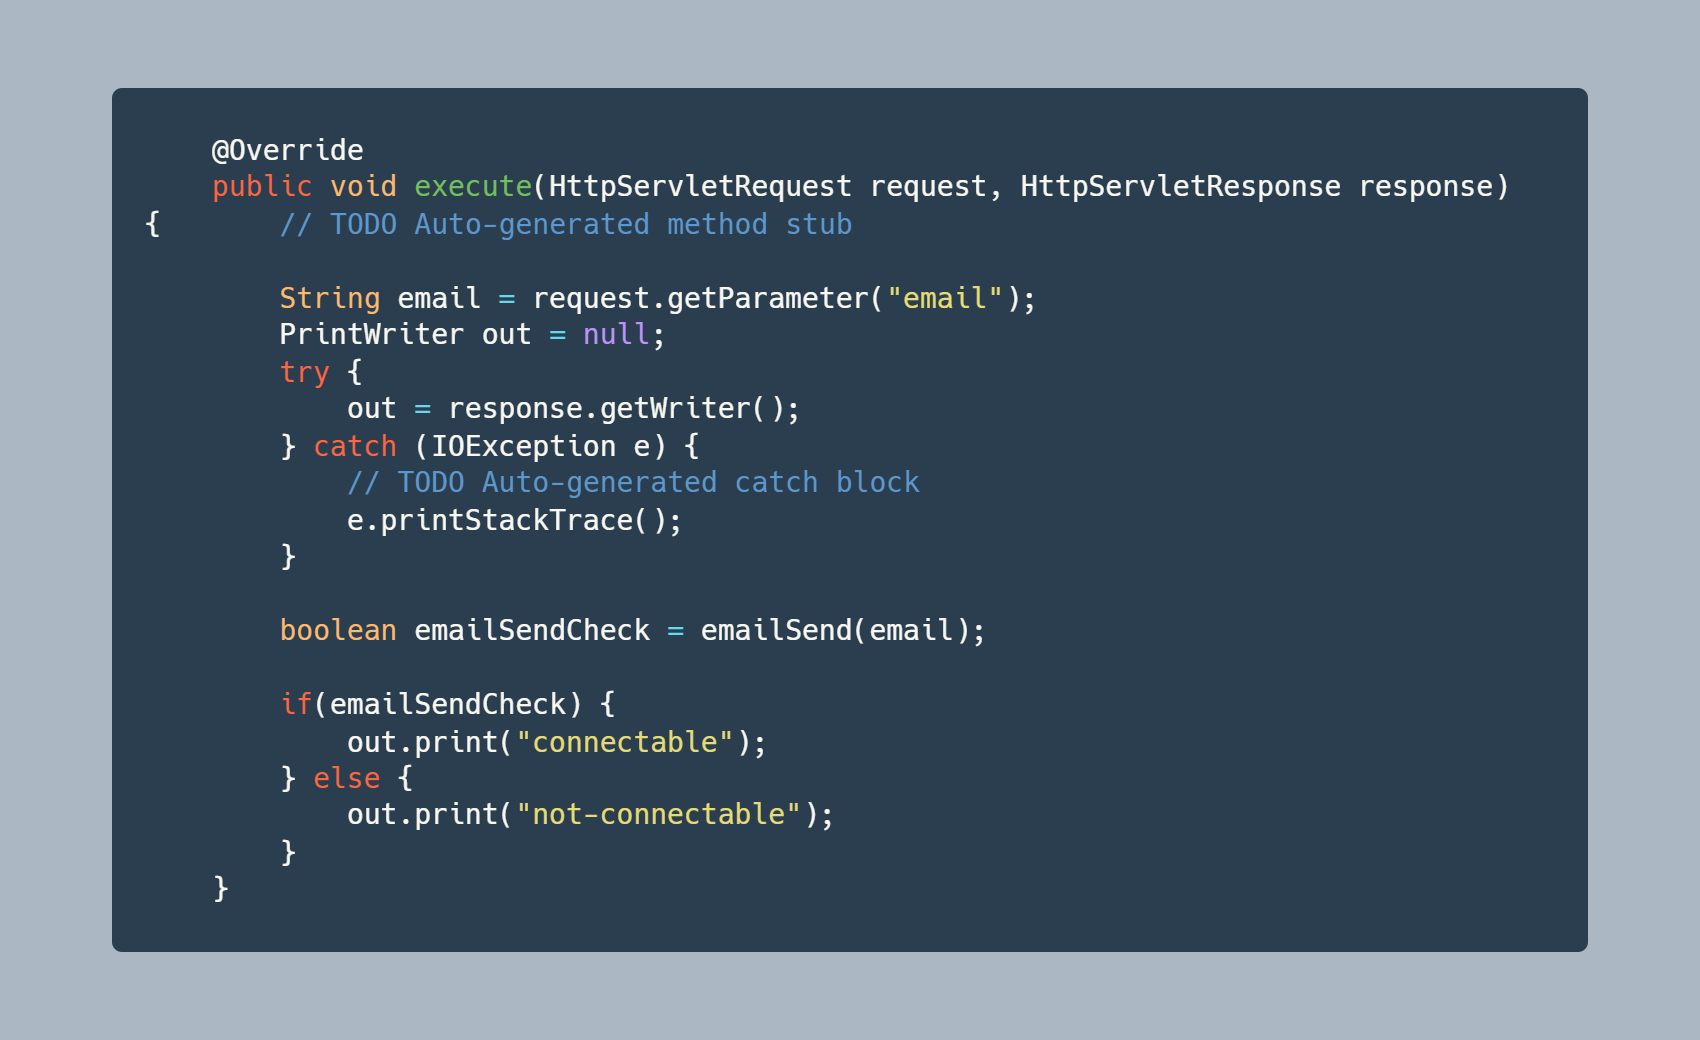 @Override
public void execute(HttpServletRequest request, HttpServletResponse response)
{ // TODO Auto-generated method stub
String email = request.getParameter("email");
PrintWriter out = null;
try {
out = response.getWriter();
} catch (IOException e) {
// TODO Auto-generated catch block
e.printStackTrace();
}
boolean emailSendCheck = emailSend(email);
if(emailSendCheck) {
out.print("connectable");
} else {
out.print("not-connectable");
}
}